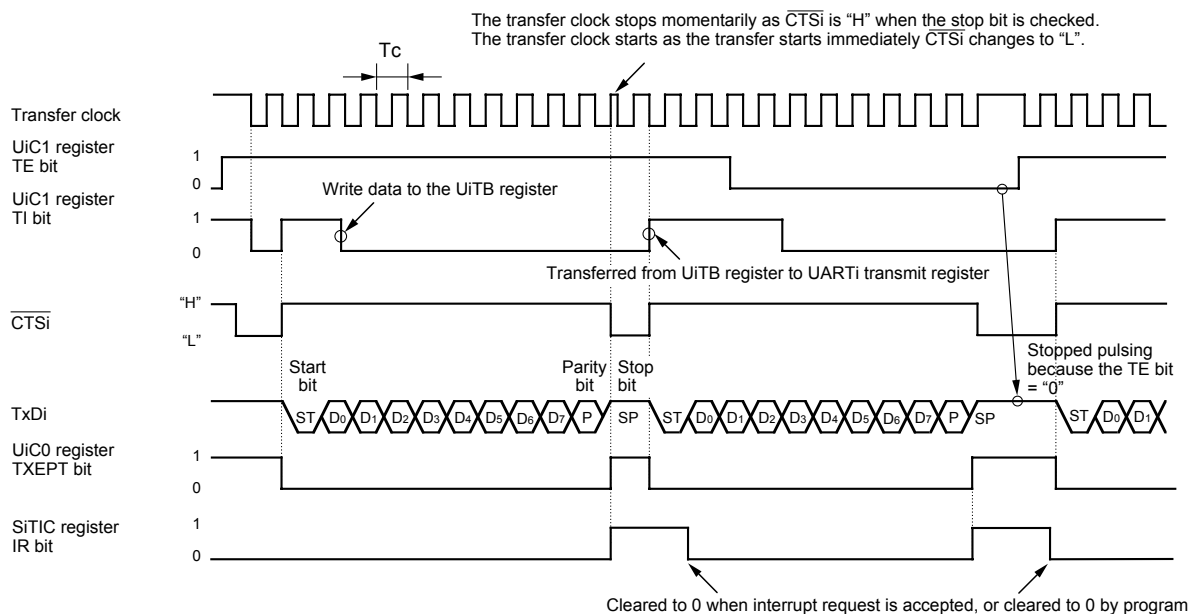 The transfer clock stops momentarily as CTSi is “H” when the stop bit is checked.
The transfer clock starts as the transfer starts immediately CTSi changes to “L”.
Tc
Transfer clock
UiC1 register
TE bit
1
0
Write data to the UiTB register
UiC1 register
TI bit
1
0
Transferred from UiTB register to UARTi transmit register
“H”
CTSi
“L”
Start
bit
Parity
bit
Stop
bit
Stopped pulsing
because the TE bit
= “0”
TxDi
ST D0 D1 D2 D3 D4 D5 D6 D7 P SP ST D0 D1 D2 D3 D4 D5 D6 D7 P SP ST D0 D1
UiC0 register
TXEPT bit
1
0
SiTIC register
IR bit
1
0
Cleared to 0 when interrupt request is accepted, or cleared to 0 by program